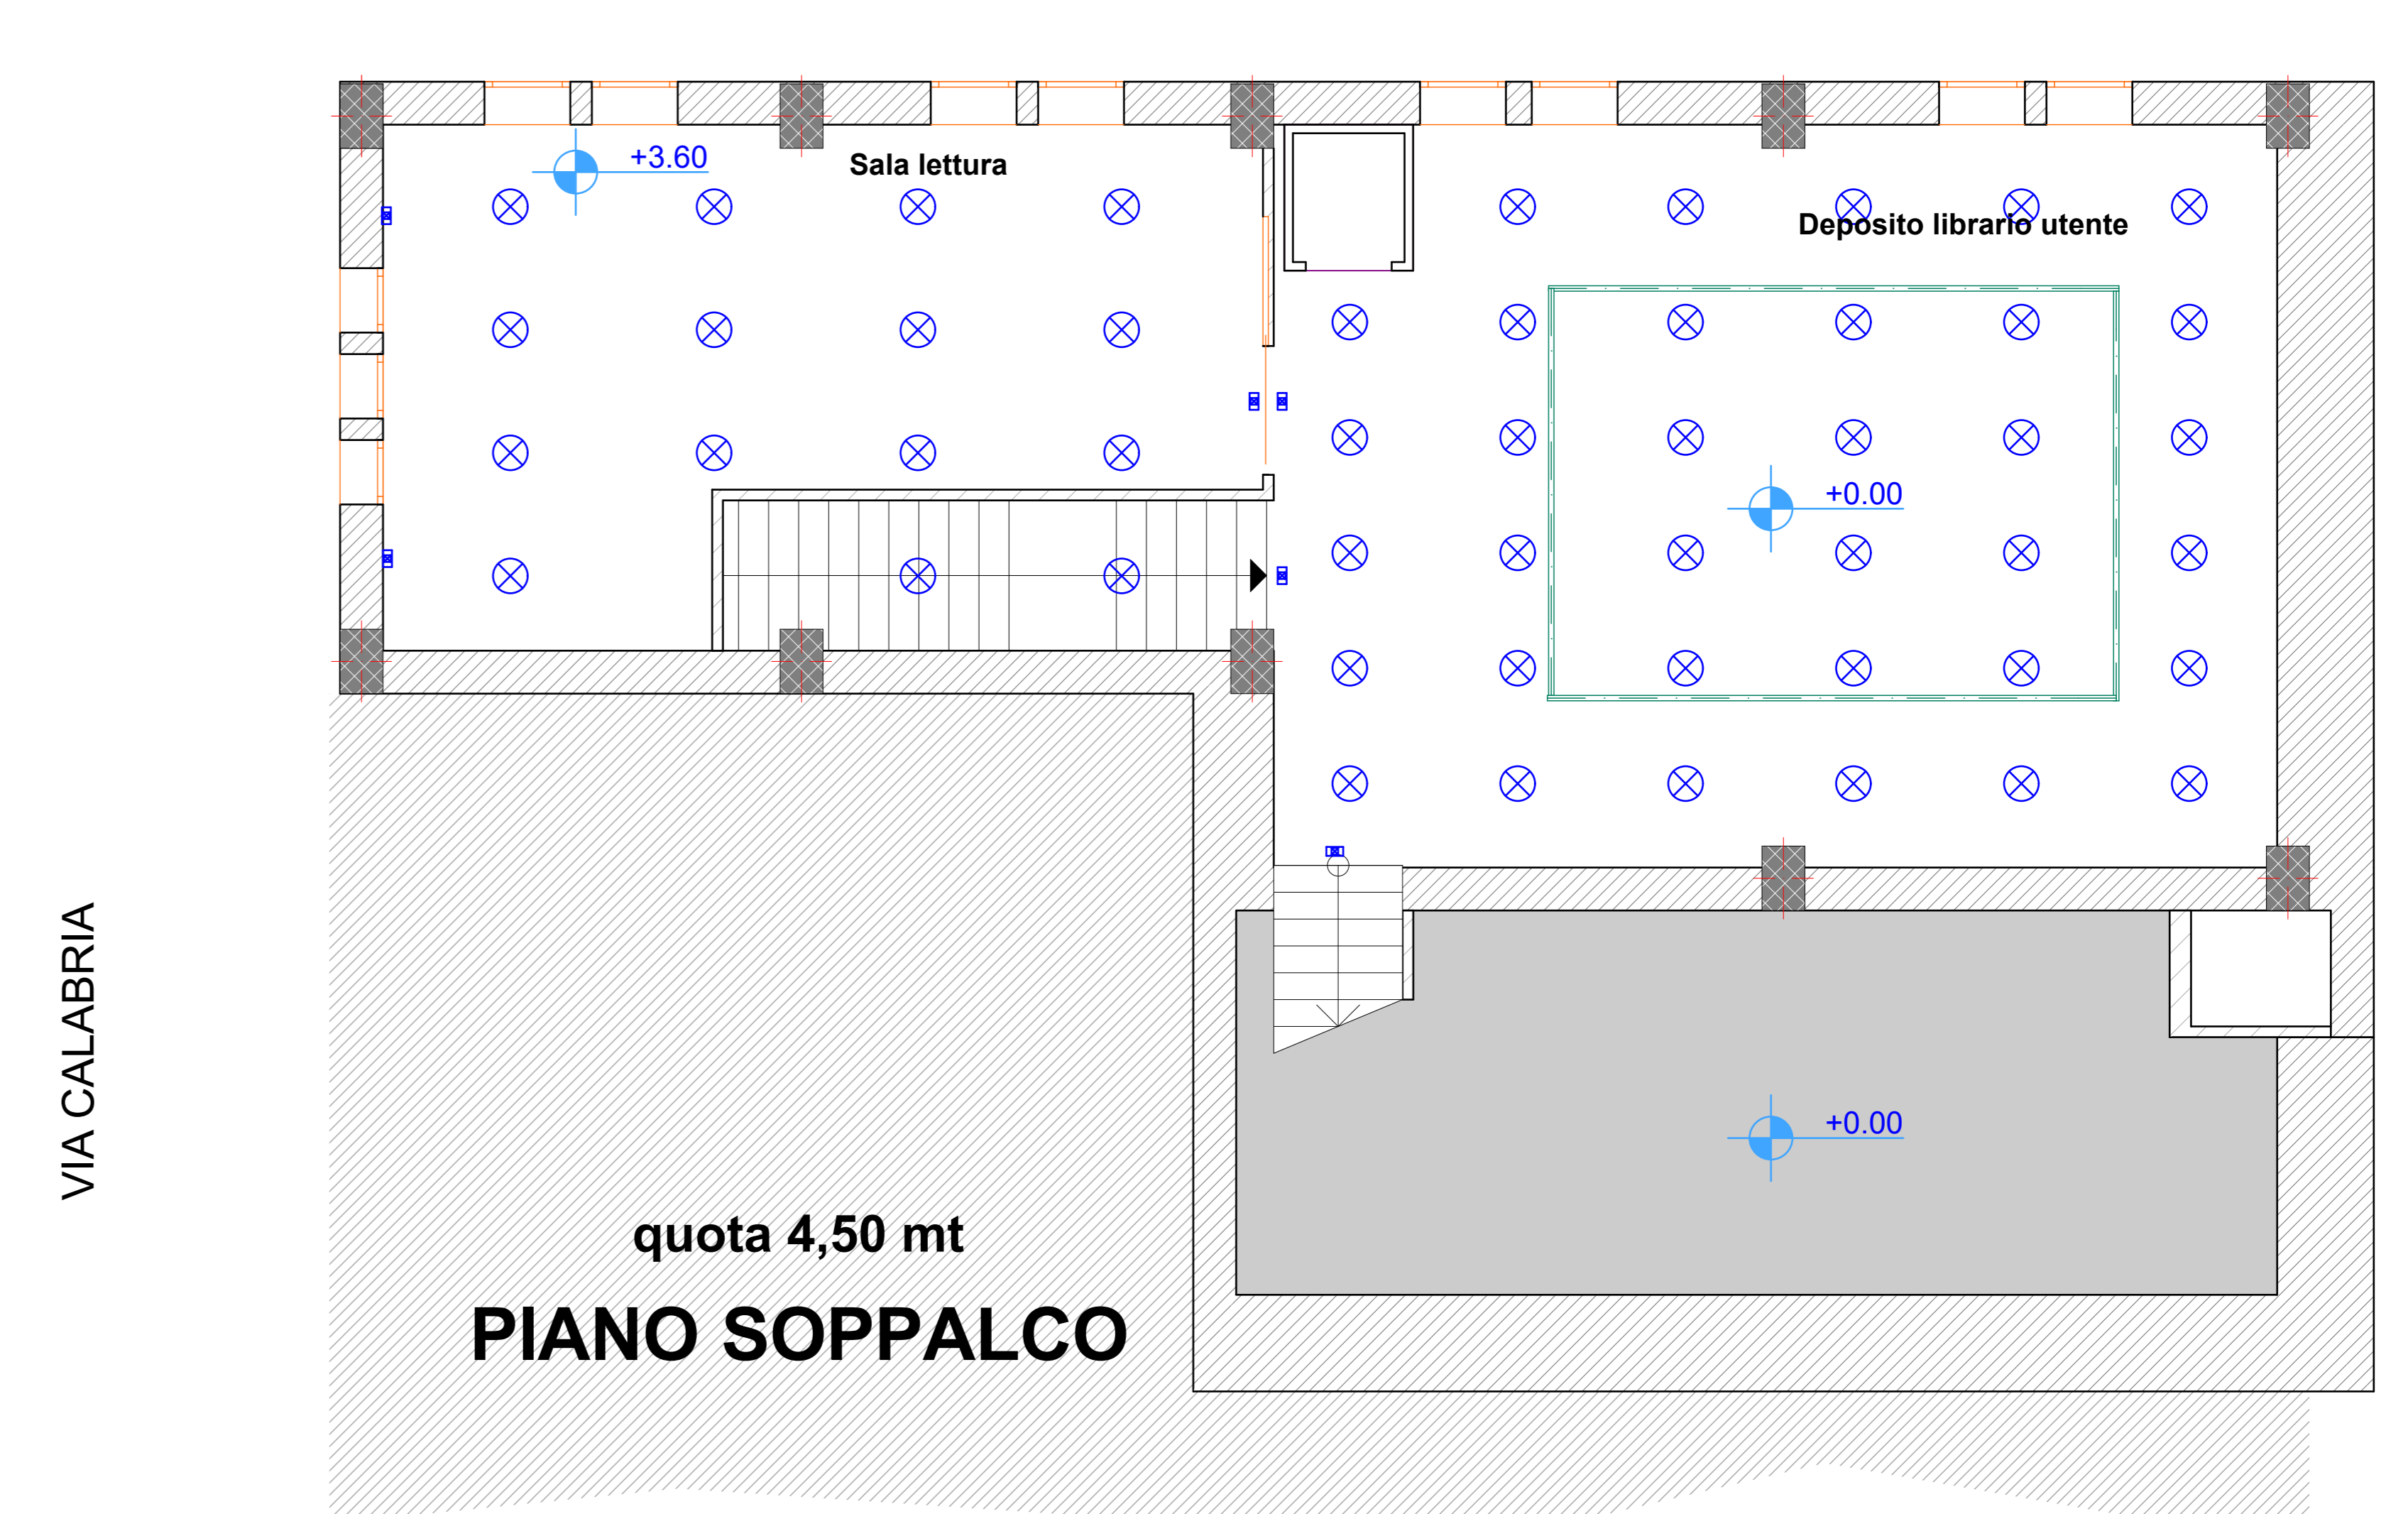 +3.60
Sala lettura
Deposito librario utente
+0.00
VIA CALABRIA
+0.00
quota 4,50 mt
PIANO SOPPALCO